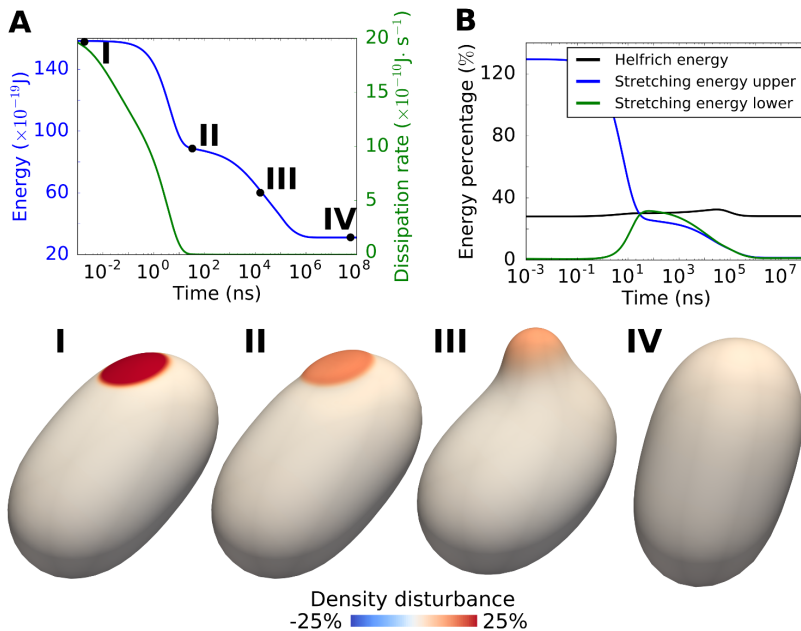 A
B
Energy (×10⁻¹⁹J)
140
100
60
20
I
II
III
IV
20
15
10
5
0
Dissipation rate (×10⁻¹⁰J· s⁻¹)
10⁻² 10⁰ 10² 10⁴ 10⁶ 10⁸
Time (ns)
Energy percentage (%)
120
80
40
0
Helfrich energy
Stretching energy upper
Stretching energy lower
10⁻³ 10⁻¹ 10¹ 10³ 10⁵ 10⁷
Time (ns)
I II III IV
Density disturbance
-25% 25%